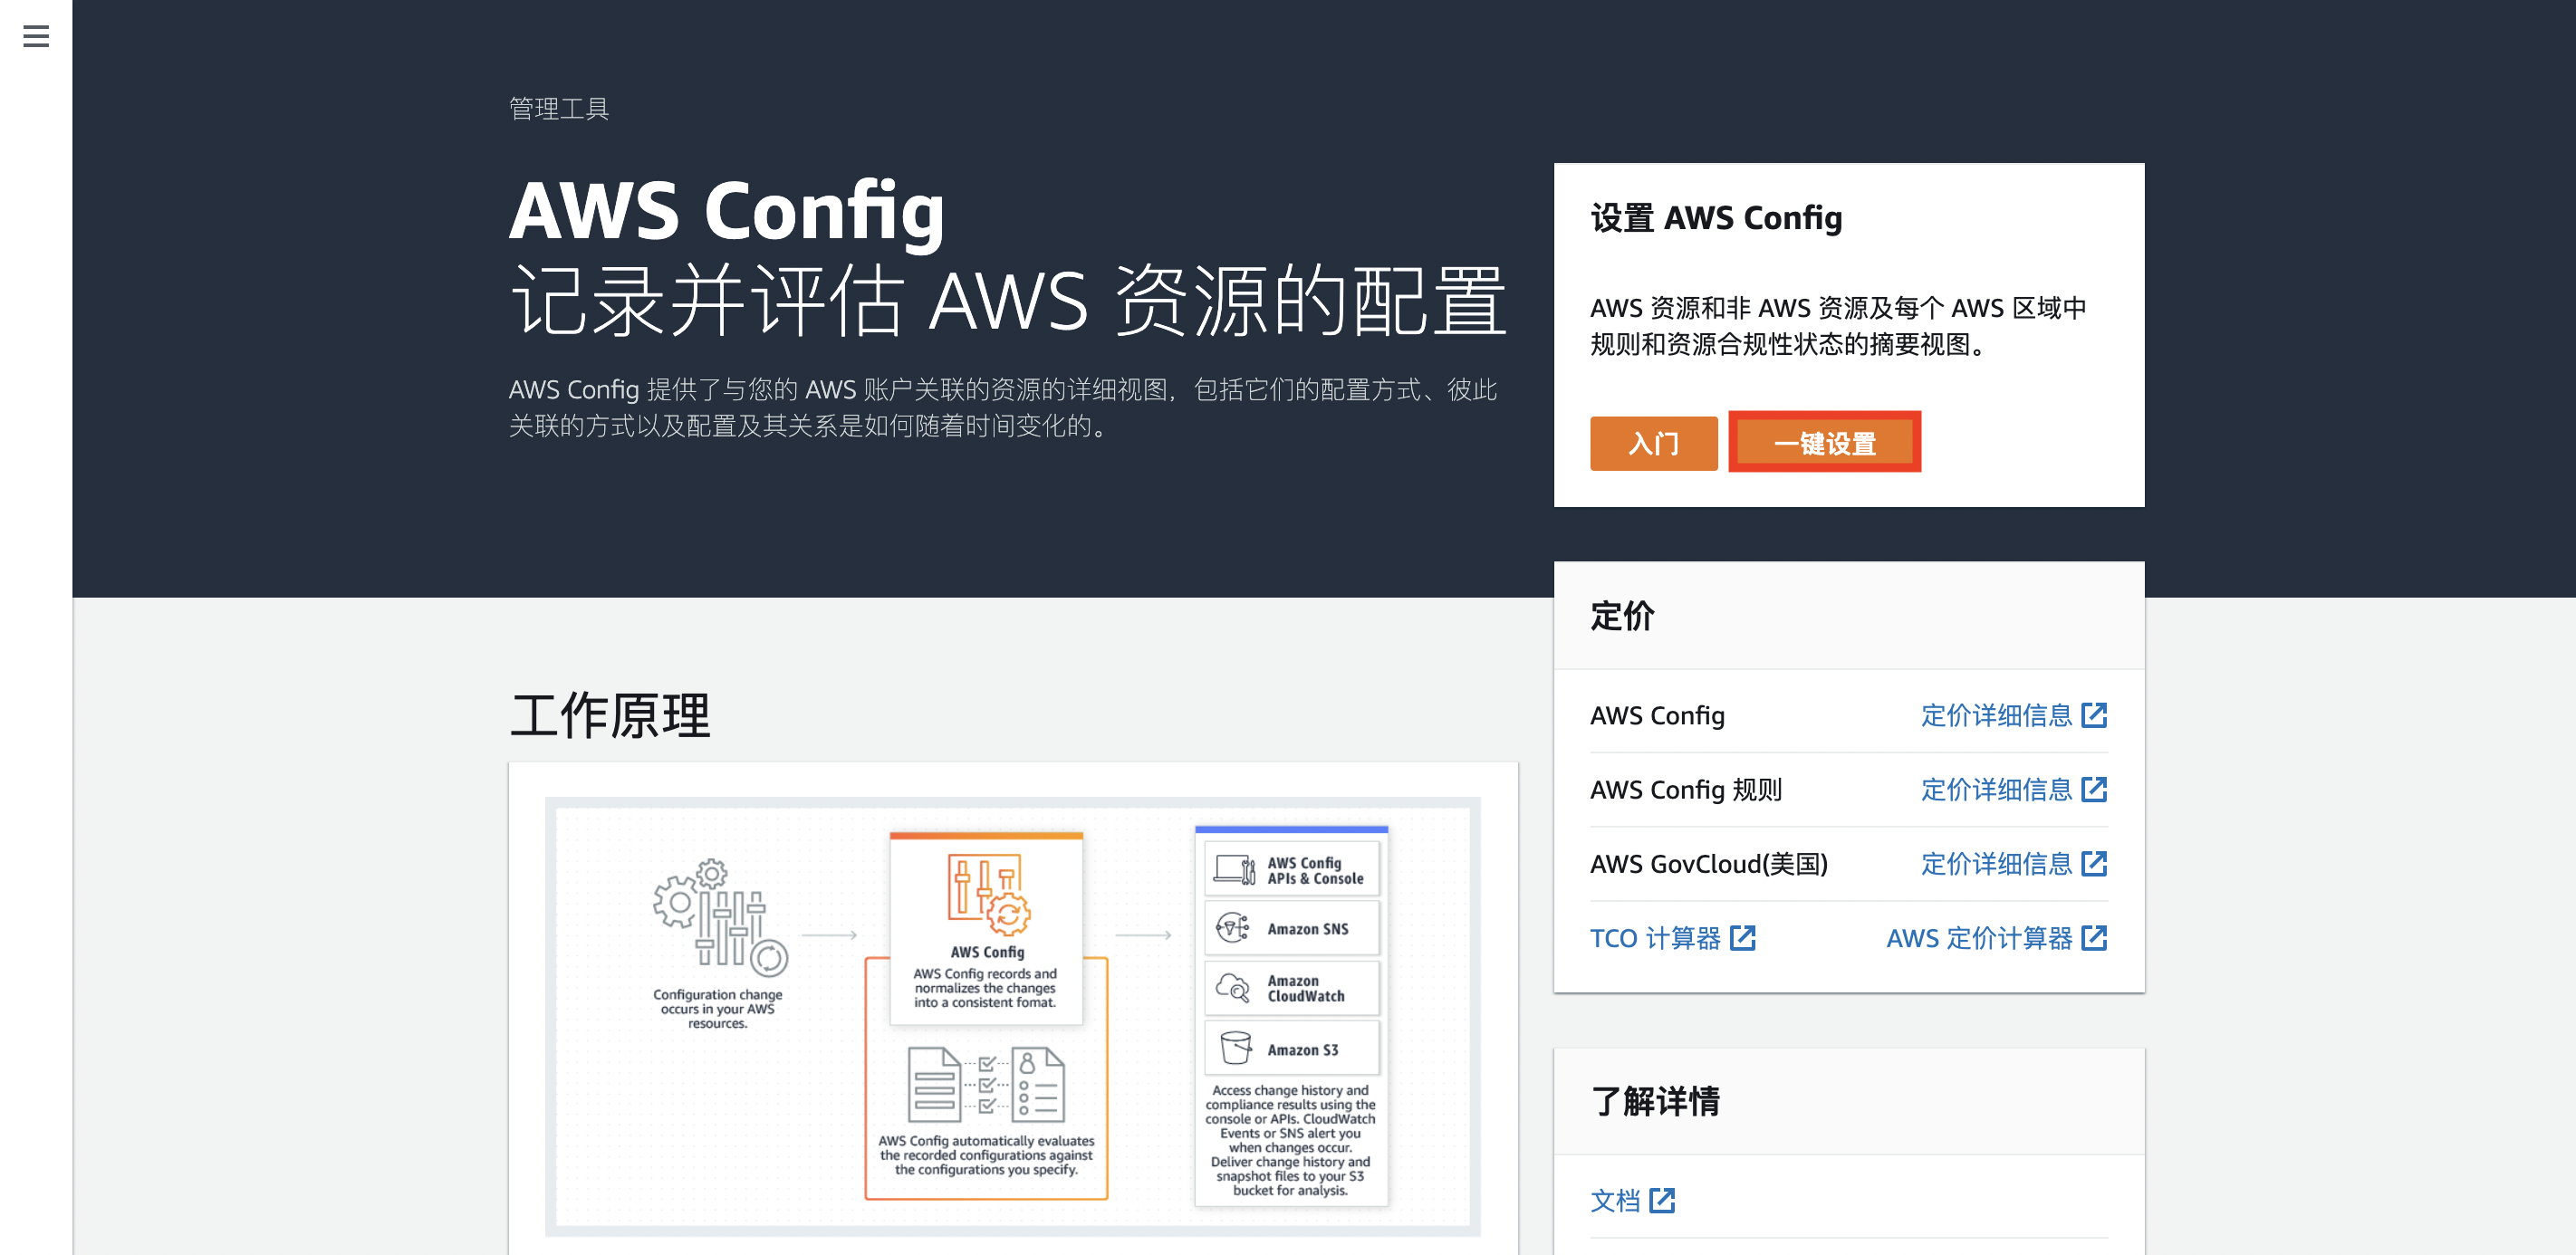 管理工具
AWS Config
记录并评估 AWS 资源的配置
AWS Config 提供了与您的 AWS 账户关联的资源的详细视图，包括它们的配置方式、彼此
关联的方式以及配置及其关系是如何随着时间变化的。
设置 AWS Config
AWS 资源和非 AWS 资源及每个 AWS 区域中
规则和资源合规性状态的摘要视图。
入门
一键设置
定价
AWS Config
定价详细信息
AWS Config 规则
定价详细信息
AWS GovCloud(美国)
定价详细信息
TCO 计算器
AWS 定价计算器
了解详情
文档
工作原理
Configuration change
occurs in your AWS
resources.
AWS Config
AWS Config records and
normalizes the changes
into a consistent fomat.
AWS Config automatically evaluates
the recorded configurations against
the configurations you specify.
AWS Config
APIs & Console
Amazon SNS
Amazon
CloudWatch
Amazon S3
Access change history and
compliance results using the
console or APIs. CloudWatch
Events or SNS alert you
when changes occur.
Deliver change history and
snapshot files to your S3
bucket for analysis.